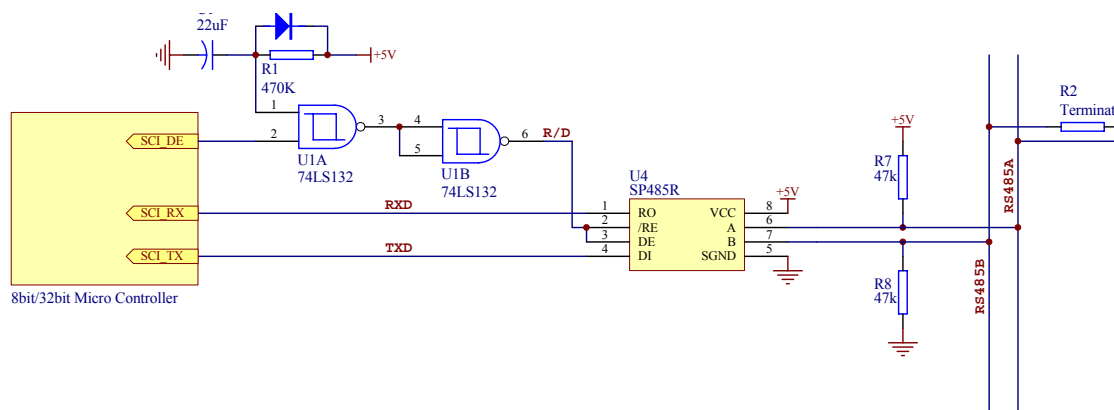 22uF
+5V
R1
470K
1
2
3
4
5
6
R/D
U1A
74LS132
U1B
74LS132
SCI_DE
SCI_RX
SCI_TX
8bit/32bit Micro Controller
RXD
TXD
U4
SP485R
+5V
1
2
3
4
RO
/RE
DE
DI
VCC
A
B
SGND
8
6
7
5
+5V
R7
47k
R8
47k
RS485A
RS485B
R2
Terminat